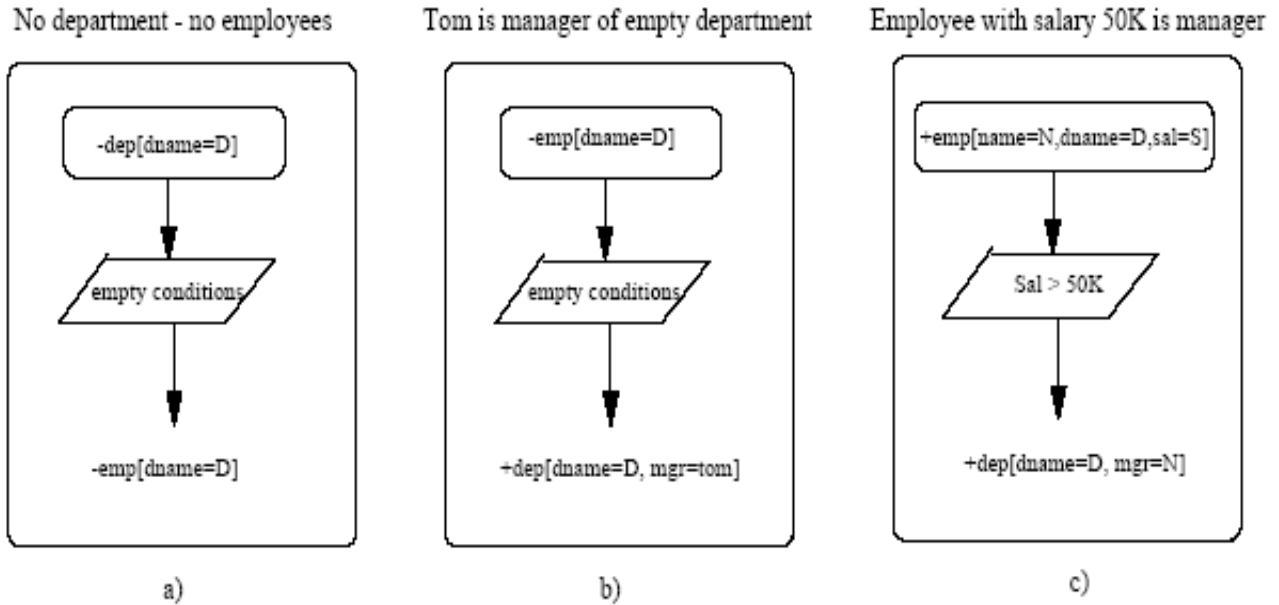 No department - no employees
-dep[dname=D]
empty conditions
-emp[dname=D]
a)
Tom is manager of empty department
-emp[dname=D]
empty conditions
+dep[dname=D, mgr=tom]
b)
Employee with salary 50K is manager
+emp[name=N,dname=D,sal=S]
Sal > 50K
+dep[dname=D, mgr=N]
c)